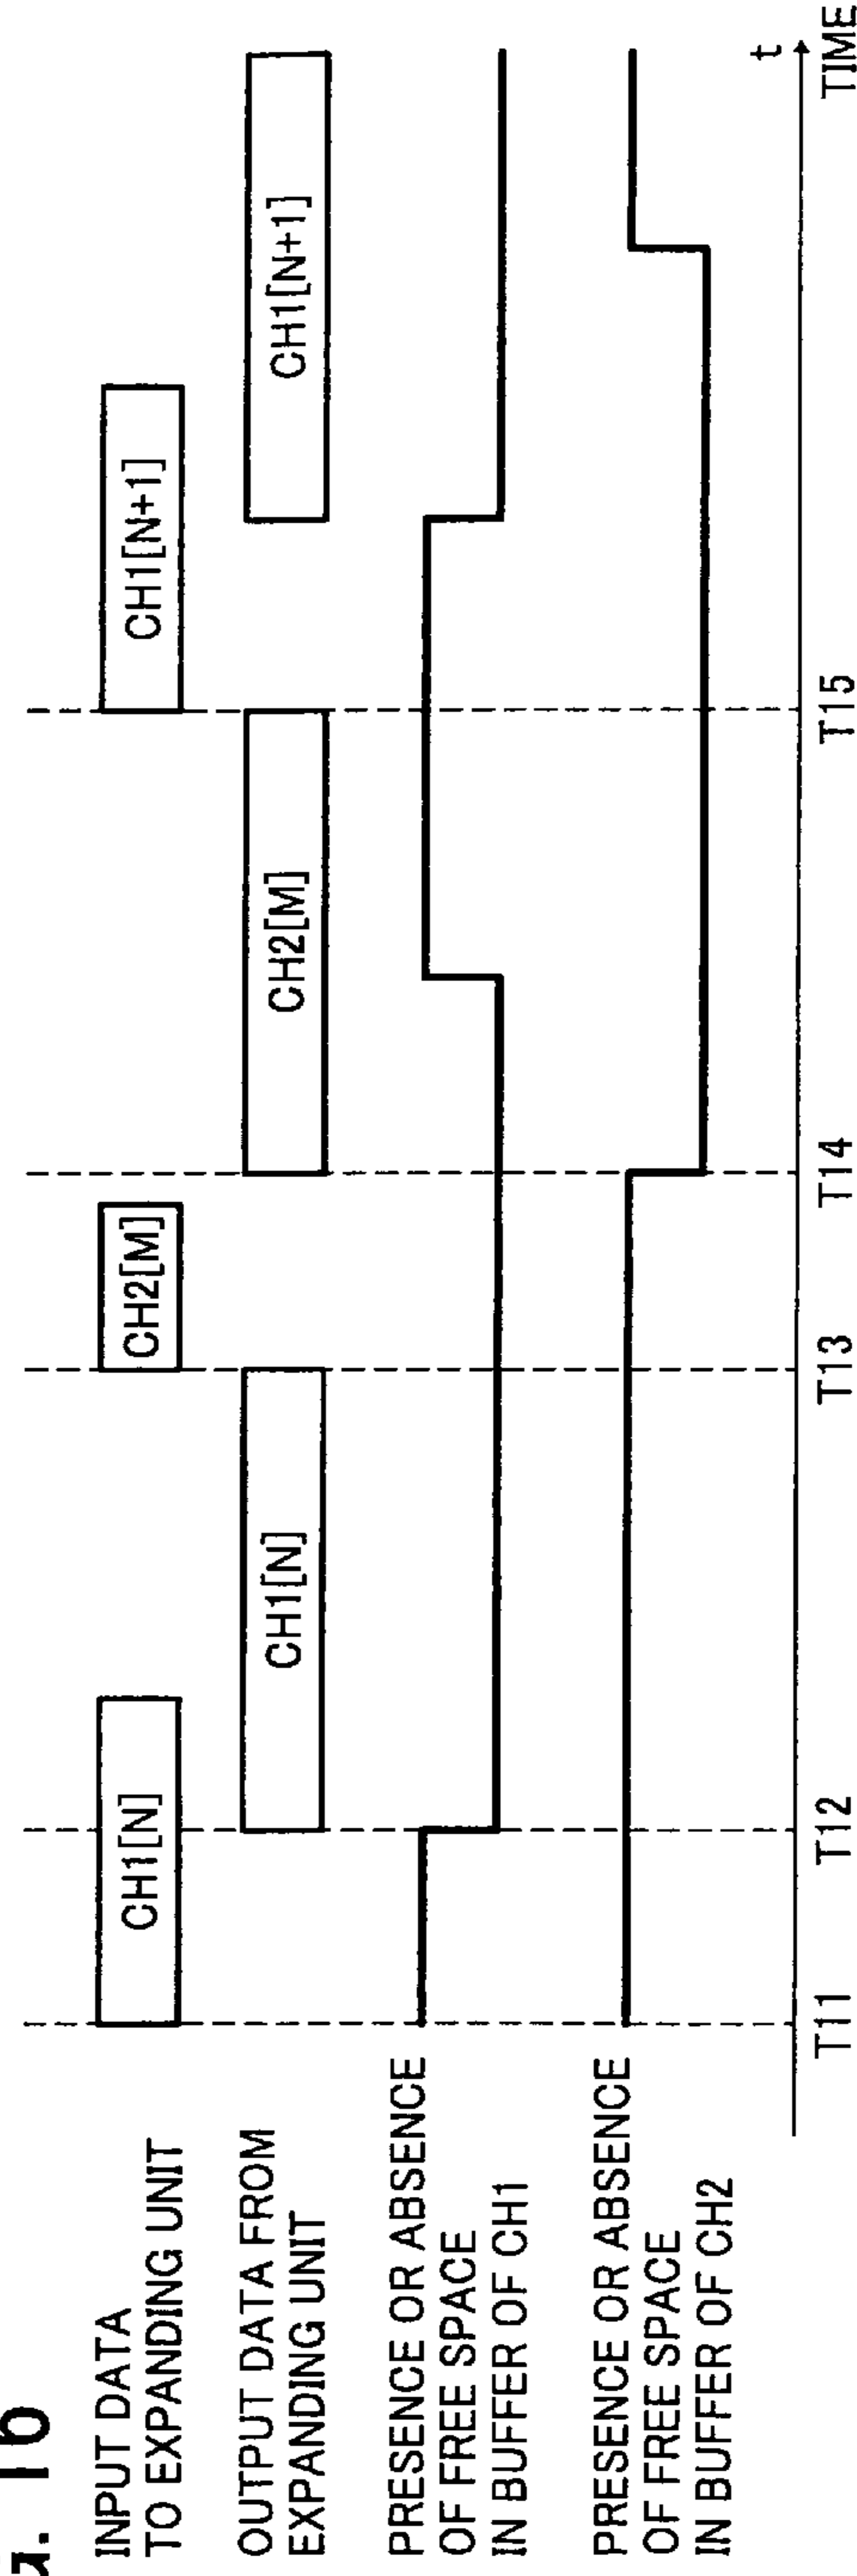 INPUT DATA
TO EXPANDING UNIT
CH1[N]
CH2[M]
CH1[N+1]
OUTPUT DATA FROM
EXPANDING UNIT
CH1[N]
CH2[M]
CH1[N+1]
PRESENCE OR ABSENCE
OF FREE SPACE
IN BUFFER OF CH1
PRESENCE OR ABSENCE
OF FREE SPACE
IN BUFFER OF CH2
t
T11
T12
T13
T14
T15
TIME